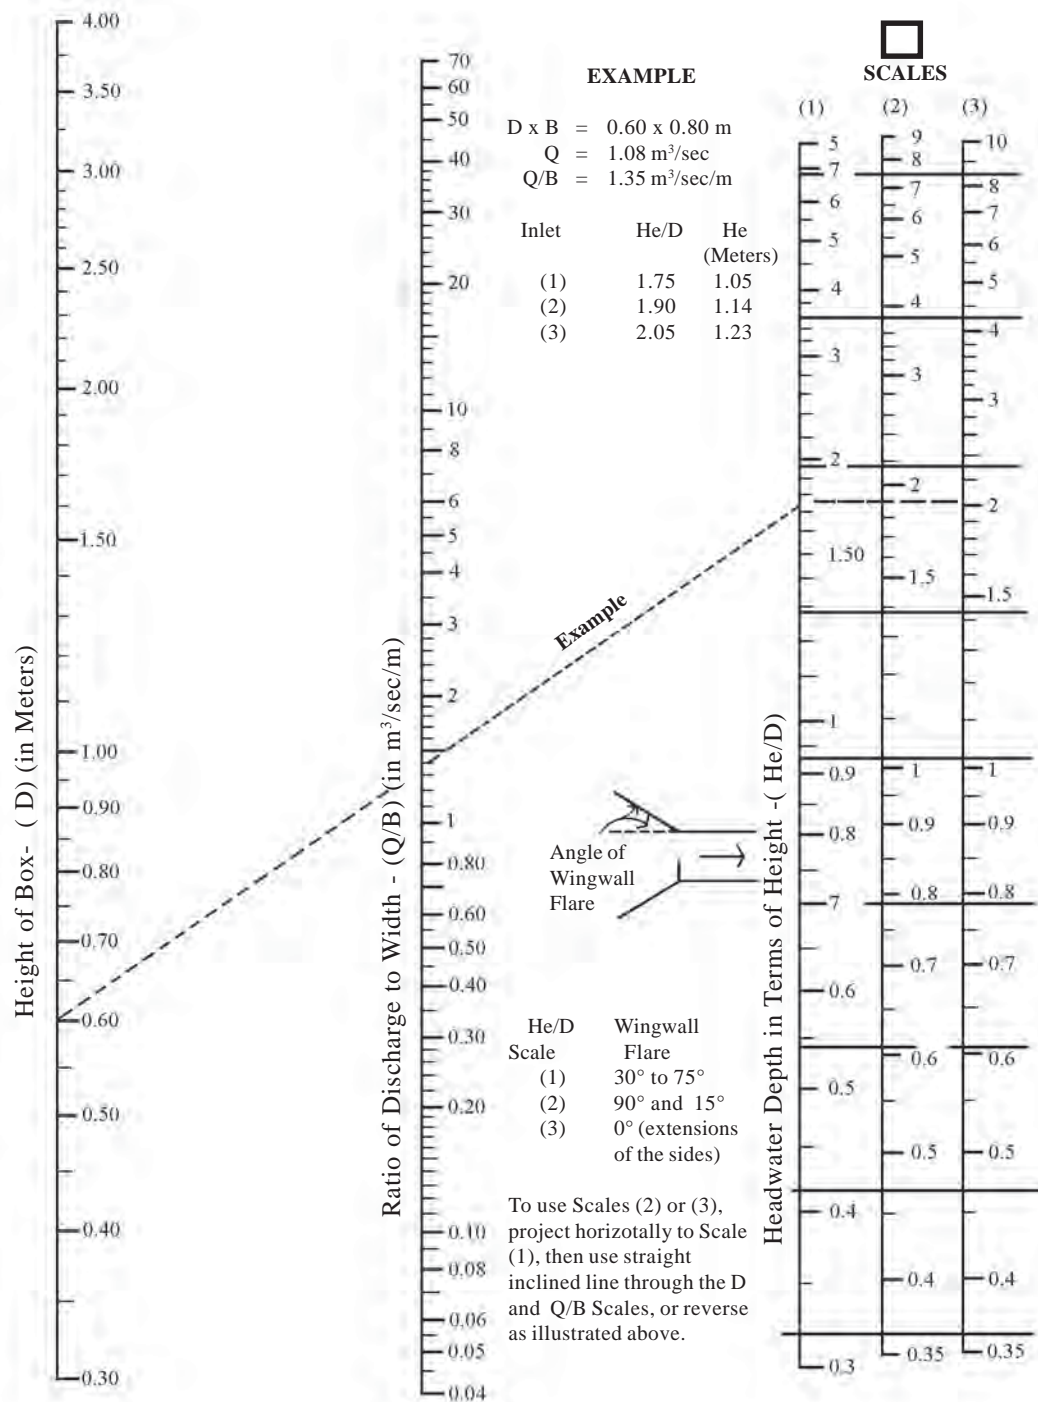 Height of Box- ( D) (in Meters)
4.00
3.50
3.00
2.50
2.00
1.50
1.00
0.90
0.80
0.70
0.60
0.50
0.40
0.30
Ratio of Discharge to Width - (Q/B) (in m³/sec/m)
70
60
50
40
30
20
10
8
6
5
4
3
2
1
0.80
0.60
0.50
0.40
0.30
0.20
0.10
0.08
0.06
0.05
0.04
EXAMPLE
D x B = 0.60 x 0.80 m
Q = 1.08 m³/sec
Q/B = 1.35 m³/sec/m
Inlet He/D He
(Meters)
(1) 1.75 1.05
(2) 1.90 1.14
(3) 2.05 1.23
Example
Angle of
Wingwall
Flare
He/D Wingwall
Scale Flare
(1) 30° to 75°
(2) 90° and 15°
(3) 0° (extensions
of the sides)
To use Scales (2) or (3),
project horizotally to Scale
(1), then use straight
inclined line through the D
and Q/B Scales, or reverse
as illustrated above.
Headwater Depth in Terms of Height -( He/D)
SCALES
(1) (2) (3)
5
7
6
5
4
3
2
1.50
1
0.9
0.8
7
0.6
0.5
0.4
0.3
9
8
7
6
5
4
3
2
1.5
1
0.9
0.8
0.7
0.6
0.5
0.4
0.35
10
8
7
6
5
4
3
2
1.5
1
0.9
0.8
0.7
0.6
0.5
0.4
0.35